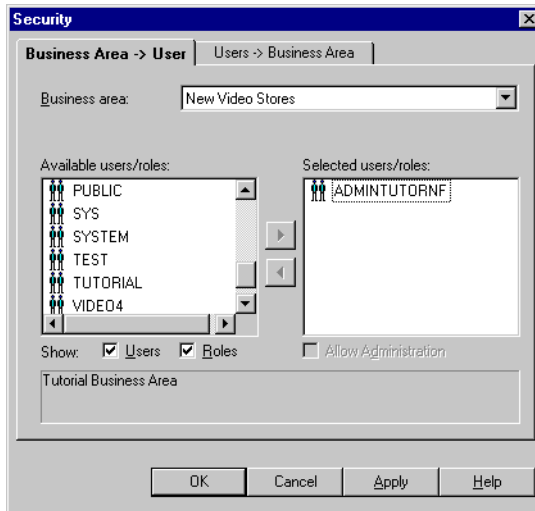 Security
Business Area -> User
Users -> Business Area
Business area:
New Video Stores
Available users/roles:
Selected users/roles:
PUBLIC
SYS
SYSTEM
TEST
TUTORIAL
VIDEO4
ADMINTUTORNF
Show: Users Roles
Allow Administration
Tutorial Business Area
OK Cancel Apply Help